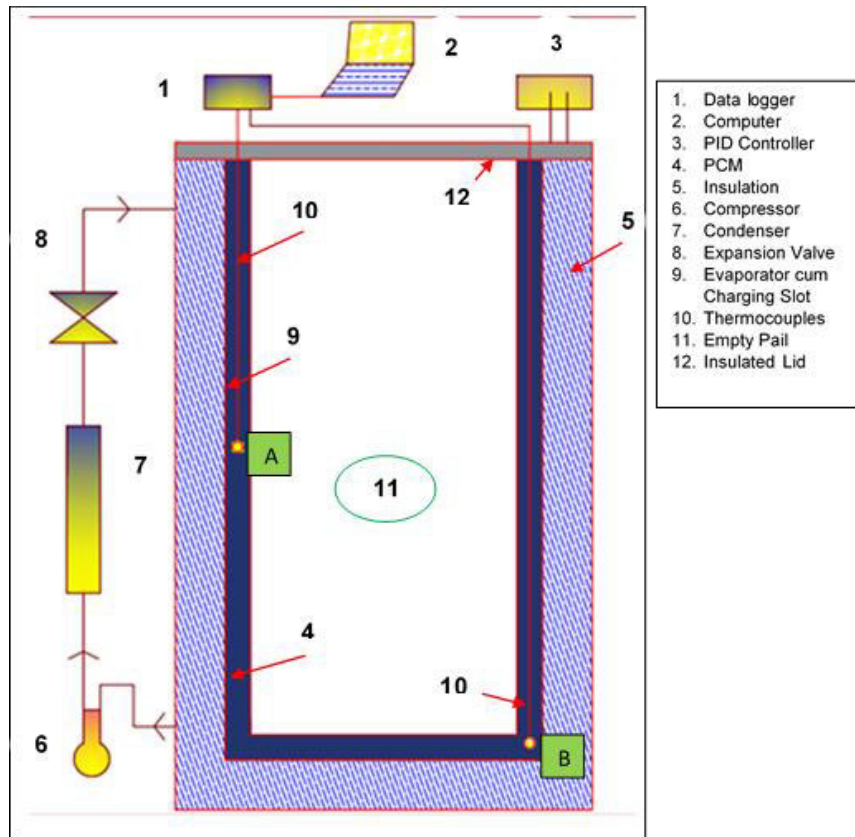 1
2
3
12
10
5
8
9
A
7
11
4
10
6
B
1. Data logger
2. Computer
3. PID Controller
4. PCM
5. Insulation
6. Compressor
7. Condenser
8. Expansion Valve
9. Evaporator cum
Charging Slot
10. Thermocouples
11. Empty Pail
12. Insulated Lid